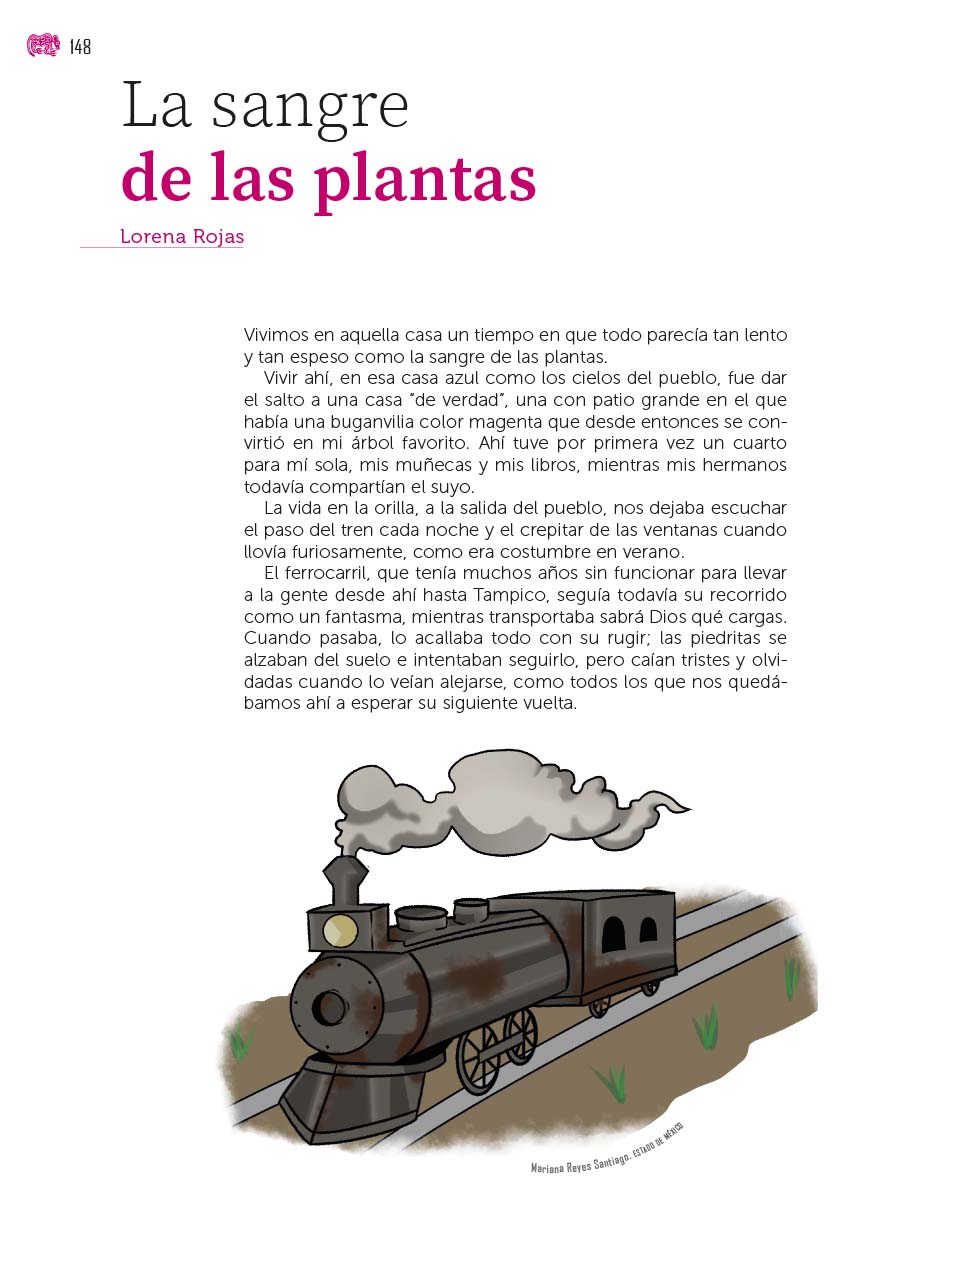 148
La sangre
de las plantas
Lorena Rojas
Vivimos en aquella casa un tiempo en que todo parecía tan lento
y tan espeso como la sangre de las plantas.
Vivir ahí, en esa casa azul como los cielos del pueblo, fue dar
el salto a una casa “de verdad”, una con patio grande en el que
había una buganvilia color magenta que desde entonces se con-
virtió en mi árbol favorito. Ahí tuve por primera vez un cuarto
para mí sola, mis muñecas y mis libros, mientras mis hermanos
todavía compartían el suyo.
La vida en la orilla, a la salida del pueblo, nos dejaba escuchar
el paso del tren cada noche y el crepitar de las ventanas cuando
llovía furiosamente, como era costumbre en verano.
El ferrocarril, que tenía muchos años sin funcionar para llevar
a la gente desde ahí hasta Tampico, seguía todavía su recorrido
como un fantasma, mientras transportaba sabrá Dios qué cargas.
Cuando pasaba, lo acallaba todo con su rugir; las piedritas se
alzaban del suelo e intentaban seguirlo, pero caían tristes y olvi-
dadas cuando lo veían alejarse, como todos los que nos quedá-
bamos ahí a esperar su siguiente vuelta.
Mariana Reyes Santiago, ESTADO DE MÉXICO